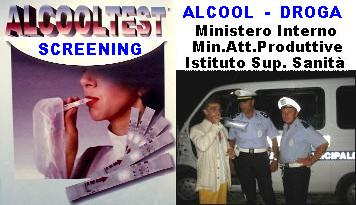 ALCOOLTEST
SCREENING
ALCOOL - DROGA
Ministero Interno
Min.Att.Produttive
Istituto Sup. Sanità